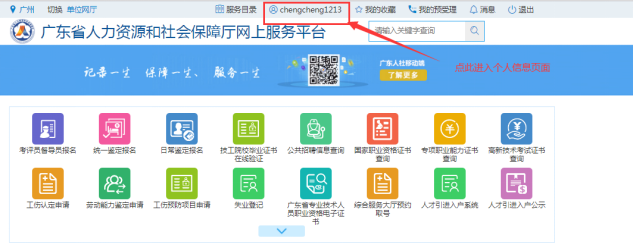 广州 切换 单位网厅 服务目录 chengcheng1213 我的收藏 我的预受理 消息 退出
广东省人力资源和社会保障厅网上服务平台 请输入关键字查询
记录一生 保障一生、服务一生 广东人社移动端
了解更多
点此进入个人信息页面
考评员督导员报名 统一鉴定报名 日常鉴定报名 技工院校毕业证书在线验证 公共招聘信息查询 国家职业资格证书查询 专项职业能力证书查询 高新技术考试证书查询
工伤认定申请 劳动能力鉴定申请 工伤预防项目申请 失业登记 广东省专业技术人员职业资格电子证书 综合服务大厅预约取号 人才引进入户系统 人才引进入户公示